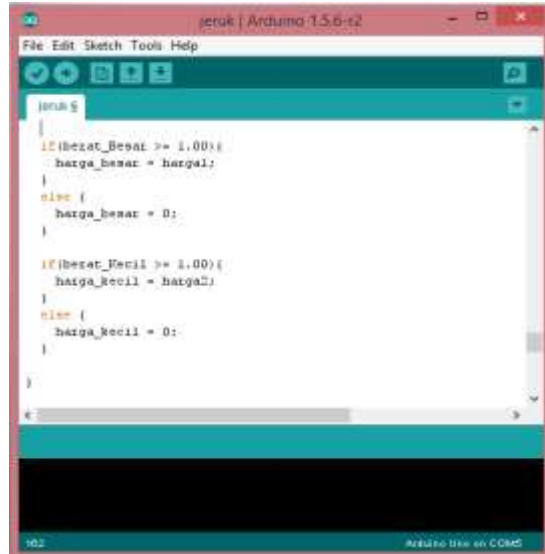 jeruk | Arduino 1.5.6-r2
File Edit Sketch Tools Help
jeruk §
if(berat_Besar >= 1.00){
harga_besar = harga1;
}
else {
harga_besar = 0;
}
if(berat_Kecil >= 1.00){
harga_kecil = harga2;
}
else {
harga_kecil = 0;
}
}
162
Arduino Uno on COM5